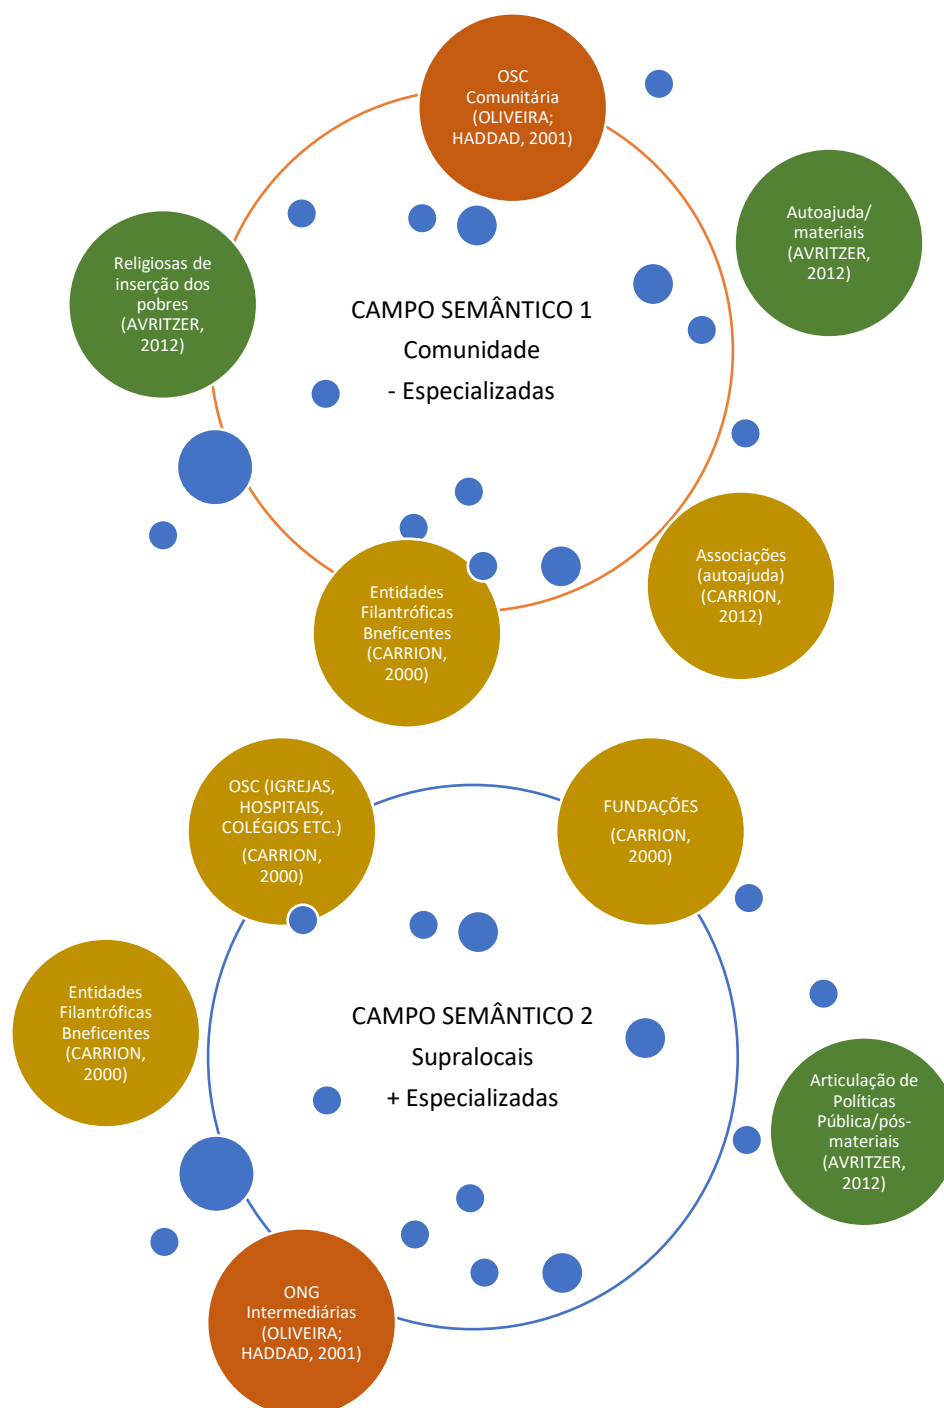 OSC
Comunitária
(OLIVEIRA;
HADDAD, 2001)
Autoajuda/
materiais
(AVRITZER,
2012)
Religiosas de
inserção dos
pobres
(AVRITZER,
2012)
CAMPO SEMÂNTICO 1
Comunidade
- Especializadas
Associações
(autoajuda)
(CARRION,
2012)
Entidades
Filantróficas
Bneficentes
(CARRION,
2000)
OSC (IGREJAS,
HOSPITAIS,
COLÉGIOS ETC.)
(CARRION,
2000)
FUNDAÇÕES
(CARRION,
2000)
Entidades
Filantróficas
Bneficentes
(CARRION,
2000)
CAMPO SEMÂNTICO 2
Supralocais
+ Especializadas
Articulação de
Políticas
Pública/pós-
materiais
(AVRITZER,
2012)
ONG
Intermediárias
(OLIVEIRA;
HADDAD, 2001)